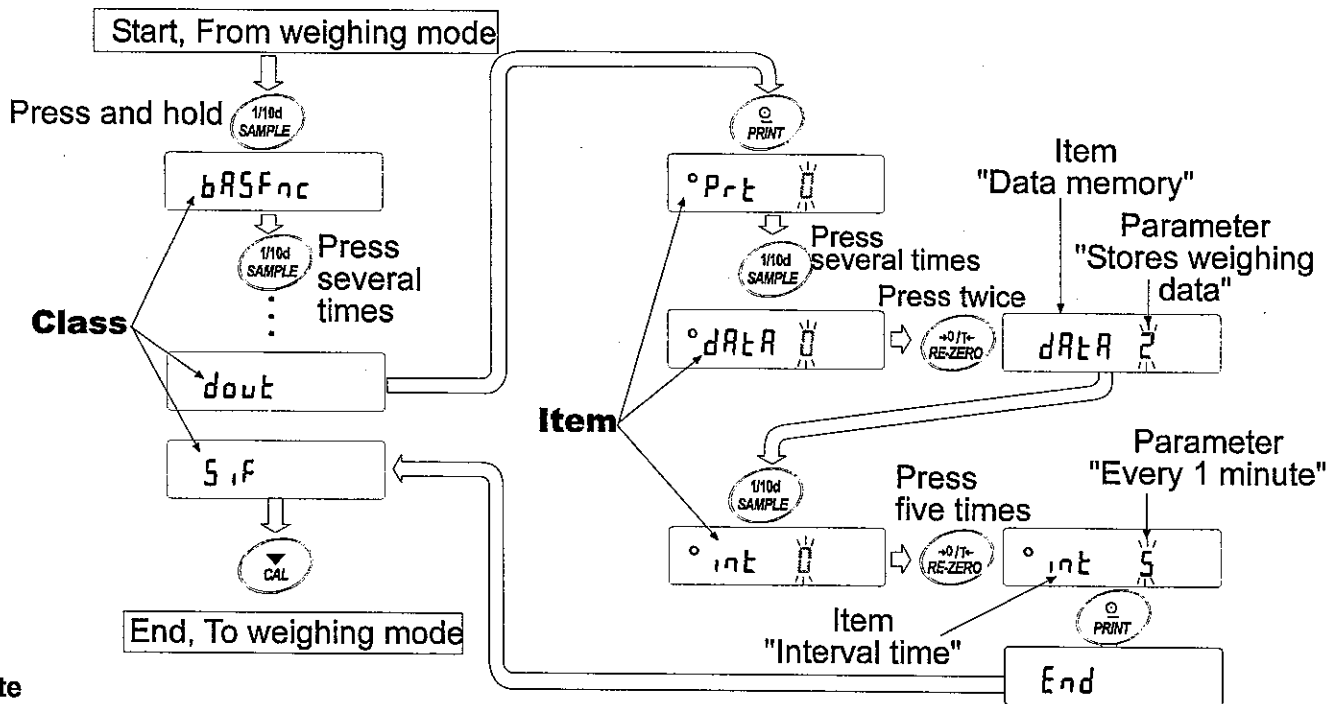 Start, From weighing mode
Press and hold
1/10d
SAMPLE
bASFnc
1/10d
SAMPLE
Press
several
times
Class
dout
S iF
CAL
End, To weighing mode
PRINT
Prt 0
1/10d
SAMPLE
Press
several times
Item
"Data memory"
Parameter
"Stores weighing
data"
Press twice
dAtA 0
→0/T←
RE-ZERO
dAtA 2
Item
1/10d
SAMPLE
Press
five times
Parameter
"Every 1 minute"
int 0
→0/T←
RE-ZERO
int 5
Item
"Interval time"
PRINT
End
te